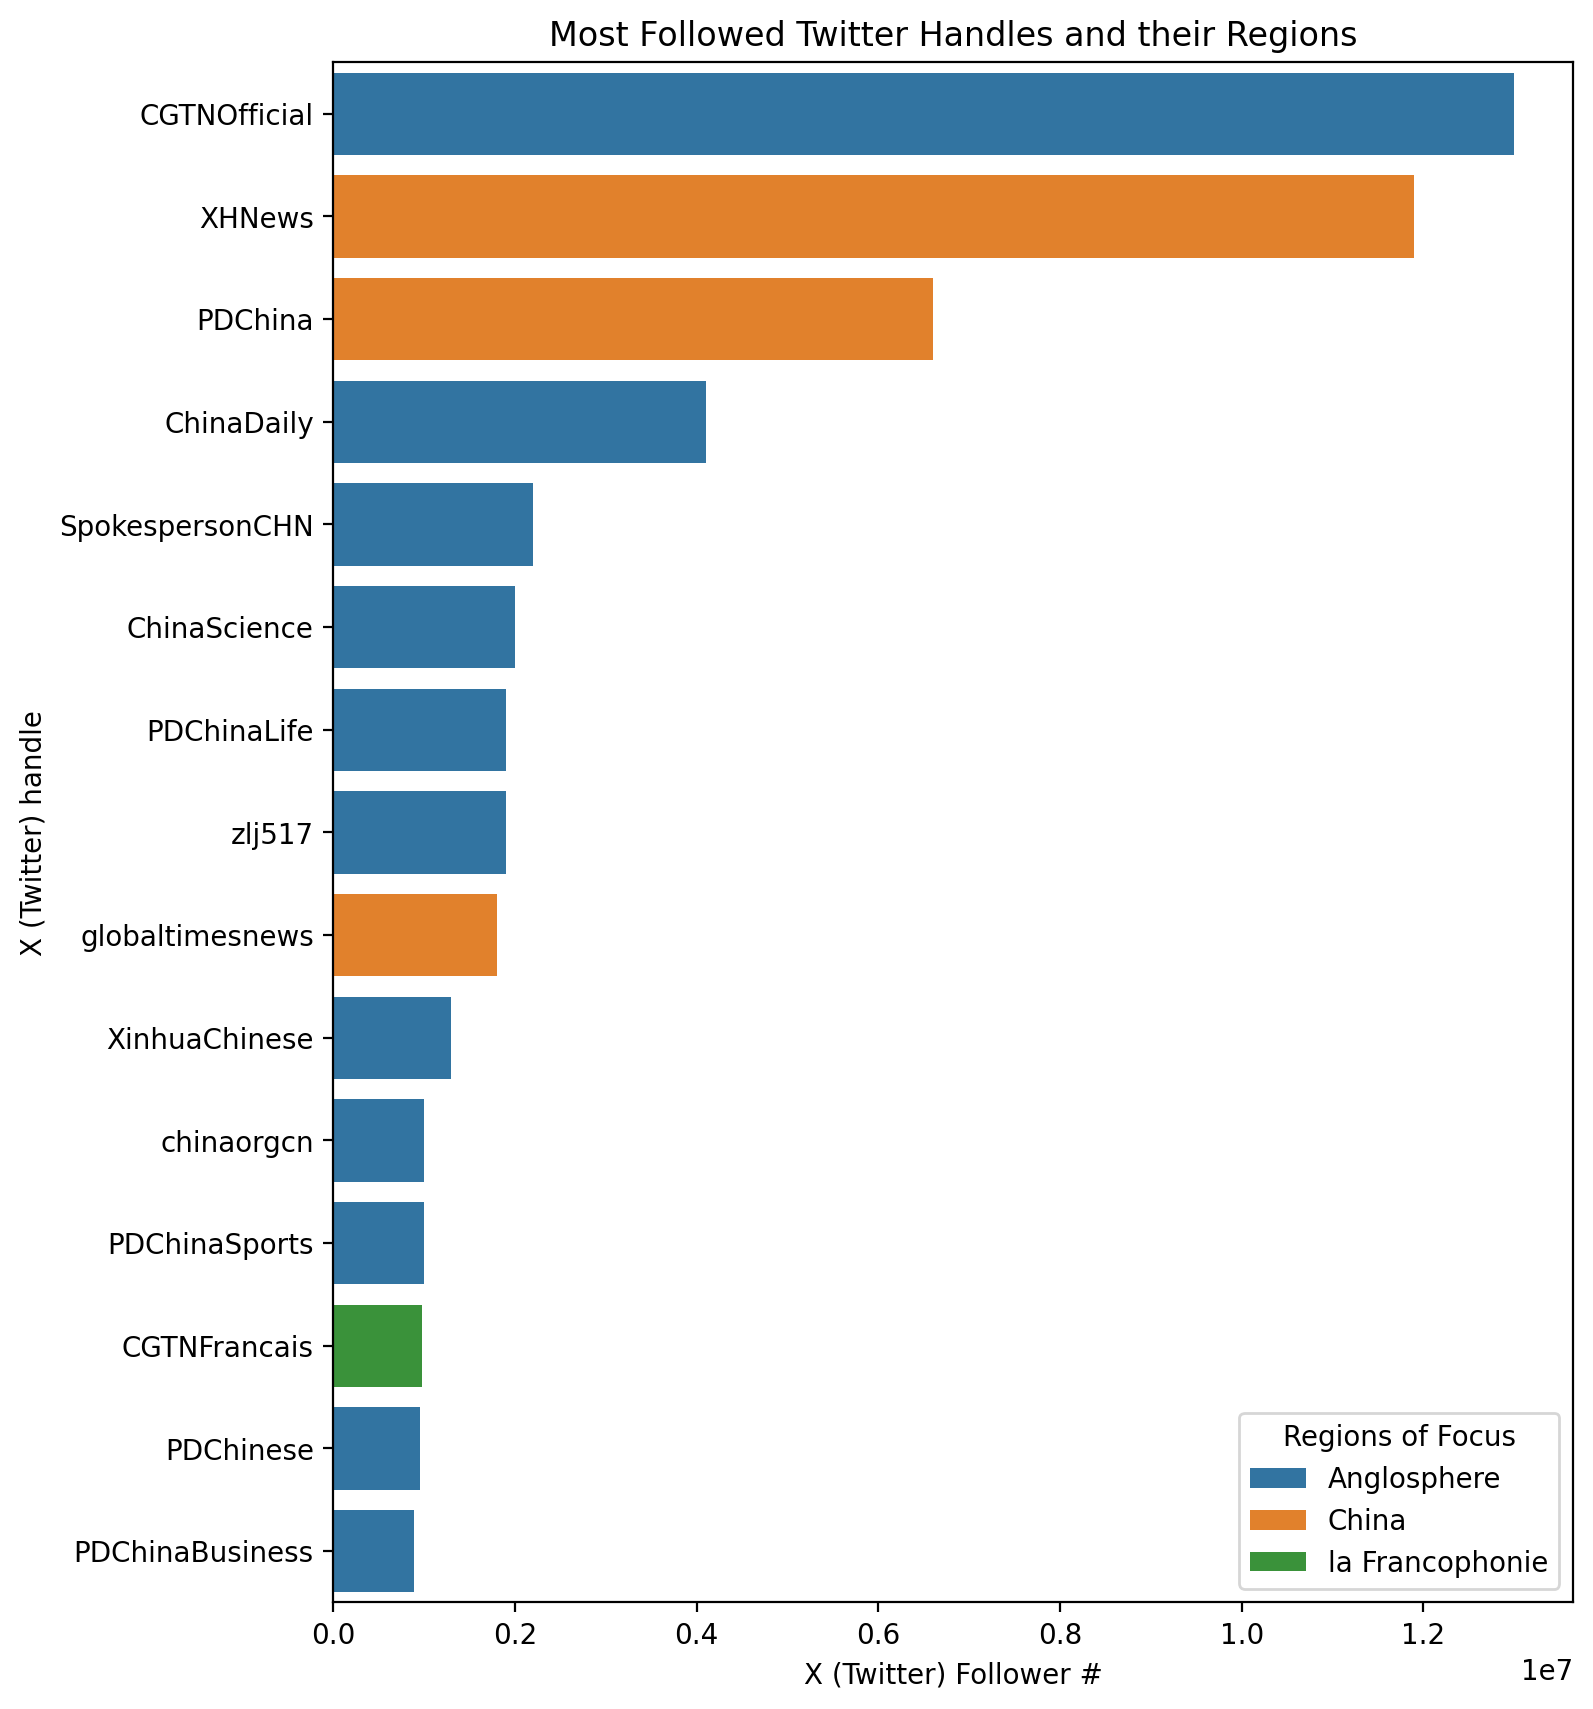 Most Followed Twitter Handles and their Regions
CGTNOfficial
XHNews
PDChina
ChinaDaily
SpokespersonCHN
ChinaScience
PDChinaLife
zlj517
globaltimesnews
XinhuaChinese
chinaorgcn
PDChinaSports
CGTNFrancais
PDChinese
PDChinaBusiness
X (Twitter) handle
Regions of Focus
Anglosphere
China
la Francophonie
0.0 0.2 0.4 0.6 0.8 1.0 1.2
1e7
X (Twitter) Follower #